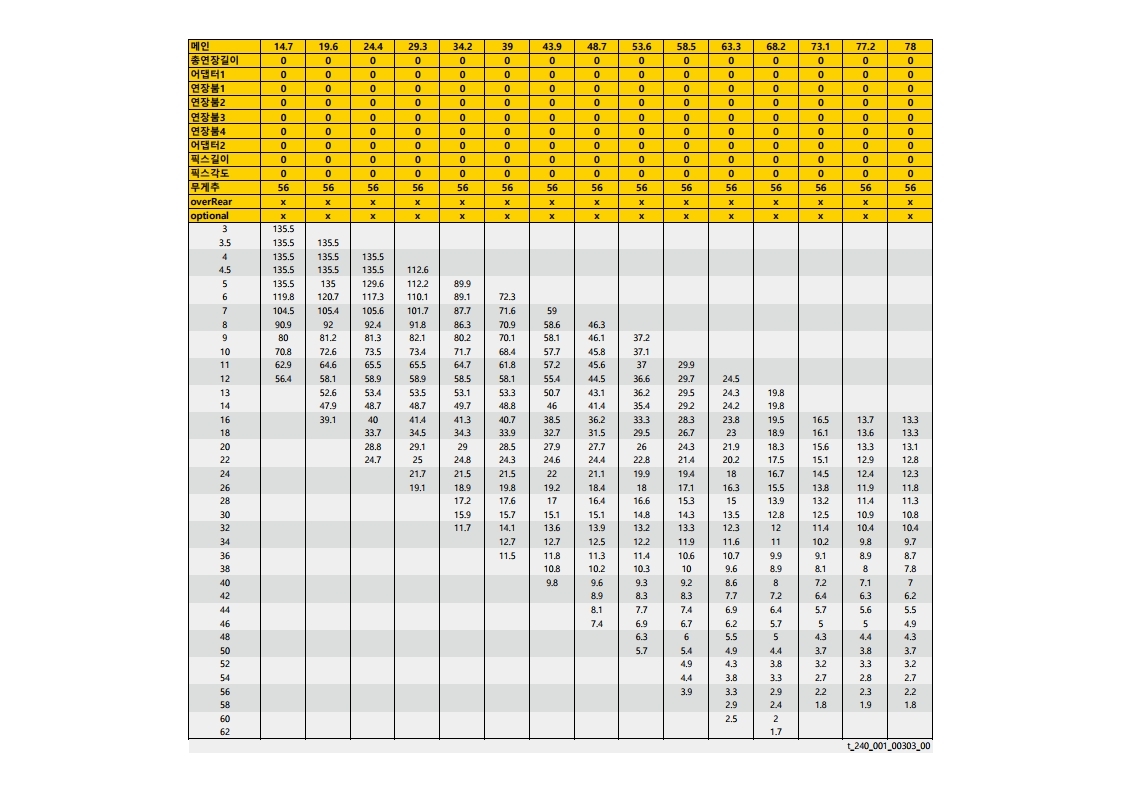 메인 14.7 19.6 24.4 29.3 34.2 39 43.9 48.7 53.6 58.5 63.3 68.2 73.1 77.2 78
총연장길이 0 0 0 0 0 0 0 0 0 0 0 0 0 0 0
어댑터1 0 0 0 0 0 0 0 0 0 0 0 0 0 0 0
연장붐1 0 0 0 0 0 0 0 0 0 0 0 0 0 0 0
연장붐2 0 0 0 0 0 0 0 0 0 0 0 0 0 0 0
연장붐3 0 0 0 0 0 0 0 0 0 0 0 0 0 0 0
연장붐4 0 0 0 0 0 0 0 0 0 0 0 0 0 0 0
어댑터2 0 0 0 0 0 0 0 0 0 0 0 0 0 0 0
픽스길이 0 0 0 0 0 0 0 0 0 0 0 0 0 0 0
픽스각도 0 0 0 0 0 0 0 0 0 0 0 0 0 0 0
무게추 56 56 56 56 56 56 56 56 56 56 56 56 56 56 56
overRear x x x x x x x x x x x x x x x
optional x x x x x x x x x x x x x x x
3 135.5
3.5 135.5 135.5
4 135.5 135.5 135.5
4.5 135.5 135.5 135.5 112.6
5 135.5 135 129.6 112.2 89.9
6 119.8 120.7 117.3 110.1 89.1 72.3
7 104.5 105.4 105.6 101.7 87.7 71.6 59
8 90.9 92 92.4 91.8 86.3 70.9 58.6 46.3
9 80 81.2 81.3 82.1 80.2 70.1 58.1 46.1 37.2
10 70.8 72.6 73.5 73.4 71.7 68.4 57.7 45.8 37.1
11 62.9 64.6 65.5 65.5 64.7 61.8 57.2 45.6 37 29.9
12 56.4 58.1 58.9 58.9 58.5 58.1 55.4 44.5 36.6 29.7 24.5
13 52.6 53.4 53.5 53.1 53.3 50.7 43.1 36.2 29.5 24.3 19.8
14 47.9 48.7 48.7 49.7 48.8 46 41.4 35.4 29.2 24.2 19.8
16 39.1 40 41.4 41.3 40.7 38.5 36.2 33.3 28.3 23.8 19.5 16.5 13.7 13.3
18 33.7 34.5 34.3 33.9 32.7 31.5 29.5 26.7 23 18.9 16.1 13.6 13.3
20 28.8 29.1 29 28.5 27.9 27.7 26 24.3 21.9 18.3 15.6 13.3 13.1
22 24.7 25 24.8 24.3 24.6 24.4 22.8 21.4 20.2 17.5 15.1 12.9 12.8
24 21.7 21.5 21.5 22 21.1 19.9 19.4 18 16.7 14.5 12.4 12.3
26 19.1 18.9 19.8 19.2 18.4 18 17.1 16.3 15.5 13.8 11.9 11.8
28 17.2 17.6 17 16.4 16.6 15.3 15 13.9 13.2 11.4 11.3
30 15.9 15.7 15.1 15.1 14.8 14.3 13.5 12.8 12.5 10.9 10.8
32 11.7 14.1 13.6 13.9 13.2 13.3 12.3 12 11.4 10.4 10.4
34 12.7 12.7 12.5 12.2 11.9 11.6 11 10.2 9.8 9.7
36 11.5 11.8 11.3 11.4 10.6 10.7 9.9 9.1 8.9 8.7
38 10.8 10.2 10.3 10 9.6 8.9 8.1 8 7.8
40 9.8 9.6 9.3 9.2 8.6 8 7.2 7.1 7
42 8.9 8.3 8.3 7.7 7.2 6.4 6.3 6.2
44 8.1 7.7 7.4 6.9 6.4 5.7 5.6 5.5
46 7.4 6.9 6.7 6.2 5.7 5 5 4.9
48 6.3 6 5.5 5 4.3 4.4 4.3
50 5.7 5.4 4.9 4.4 3.7 3.8 3.7
52 4.9 4.3 3.8 3.2 3.3 3.2
54 4.4 3.8 3.3 2.7 2.8 2.7
56 3.9 3.3 2.9 2.2 2.3 2.2
58 2.9 2.4 1.8 1.9 1.8
60 2.5 2
62 1.7
t_240_001_00303_00